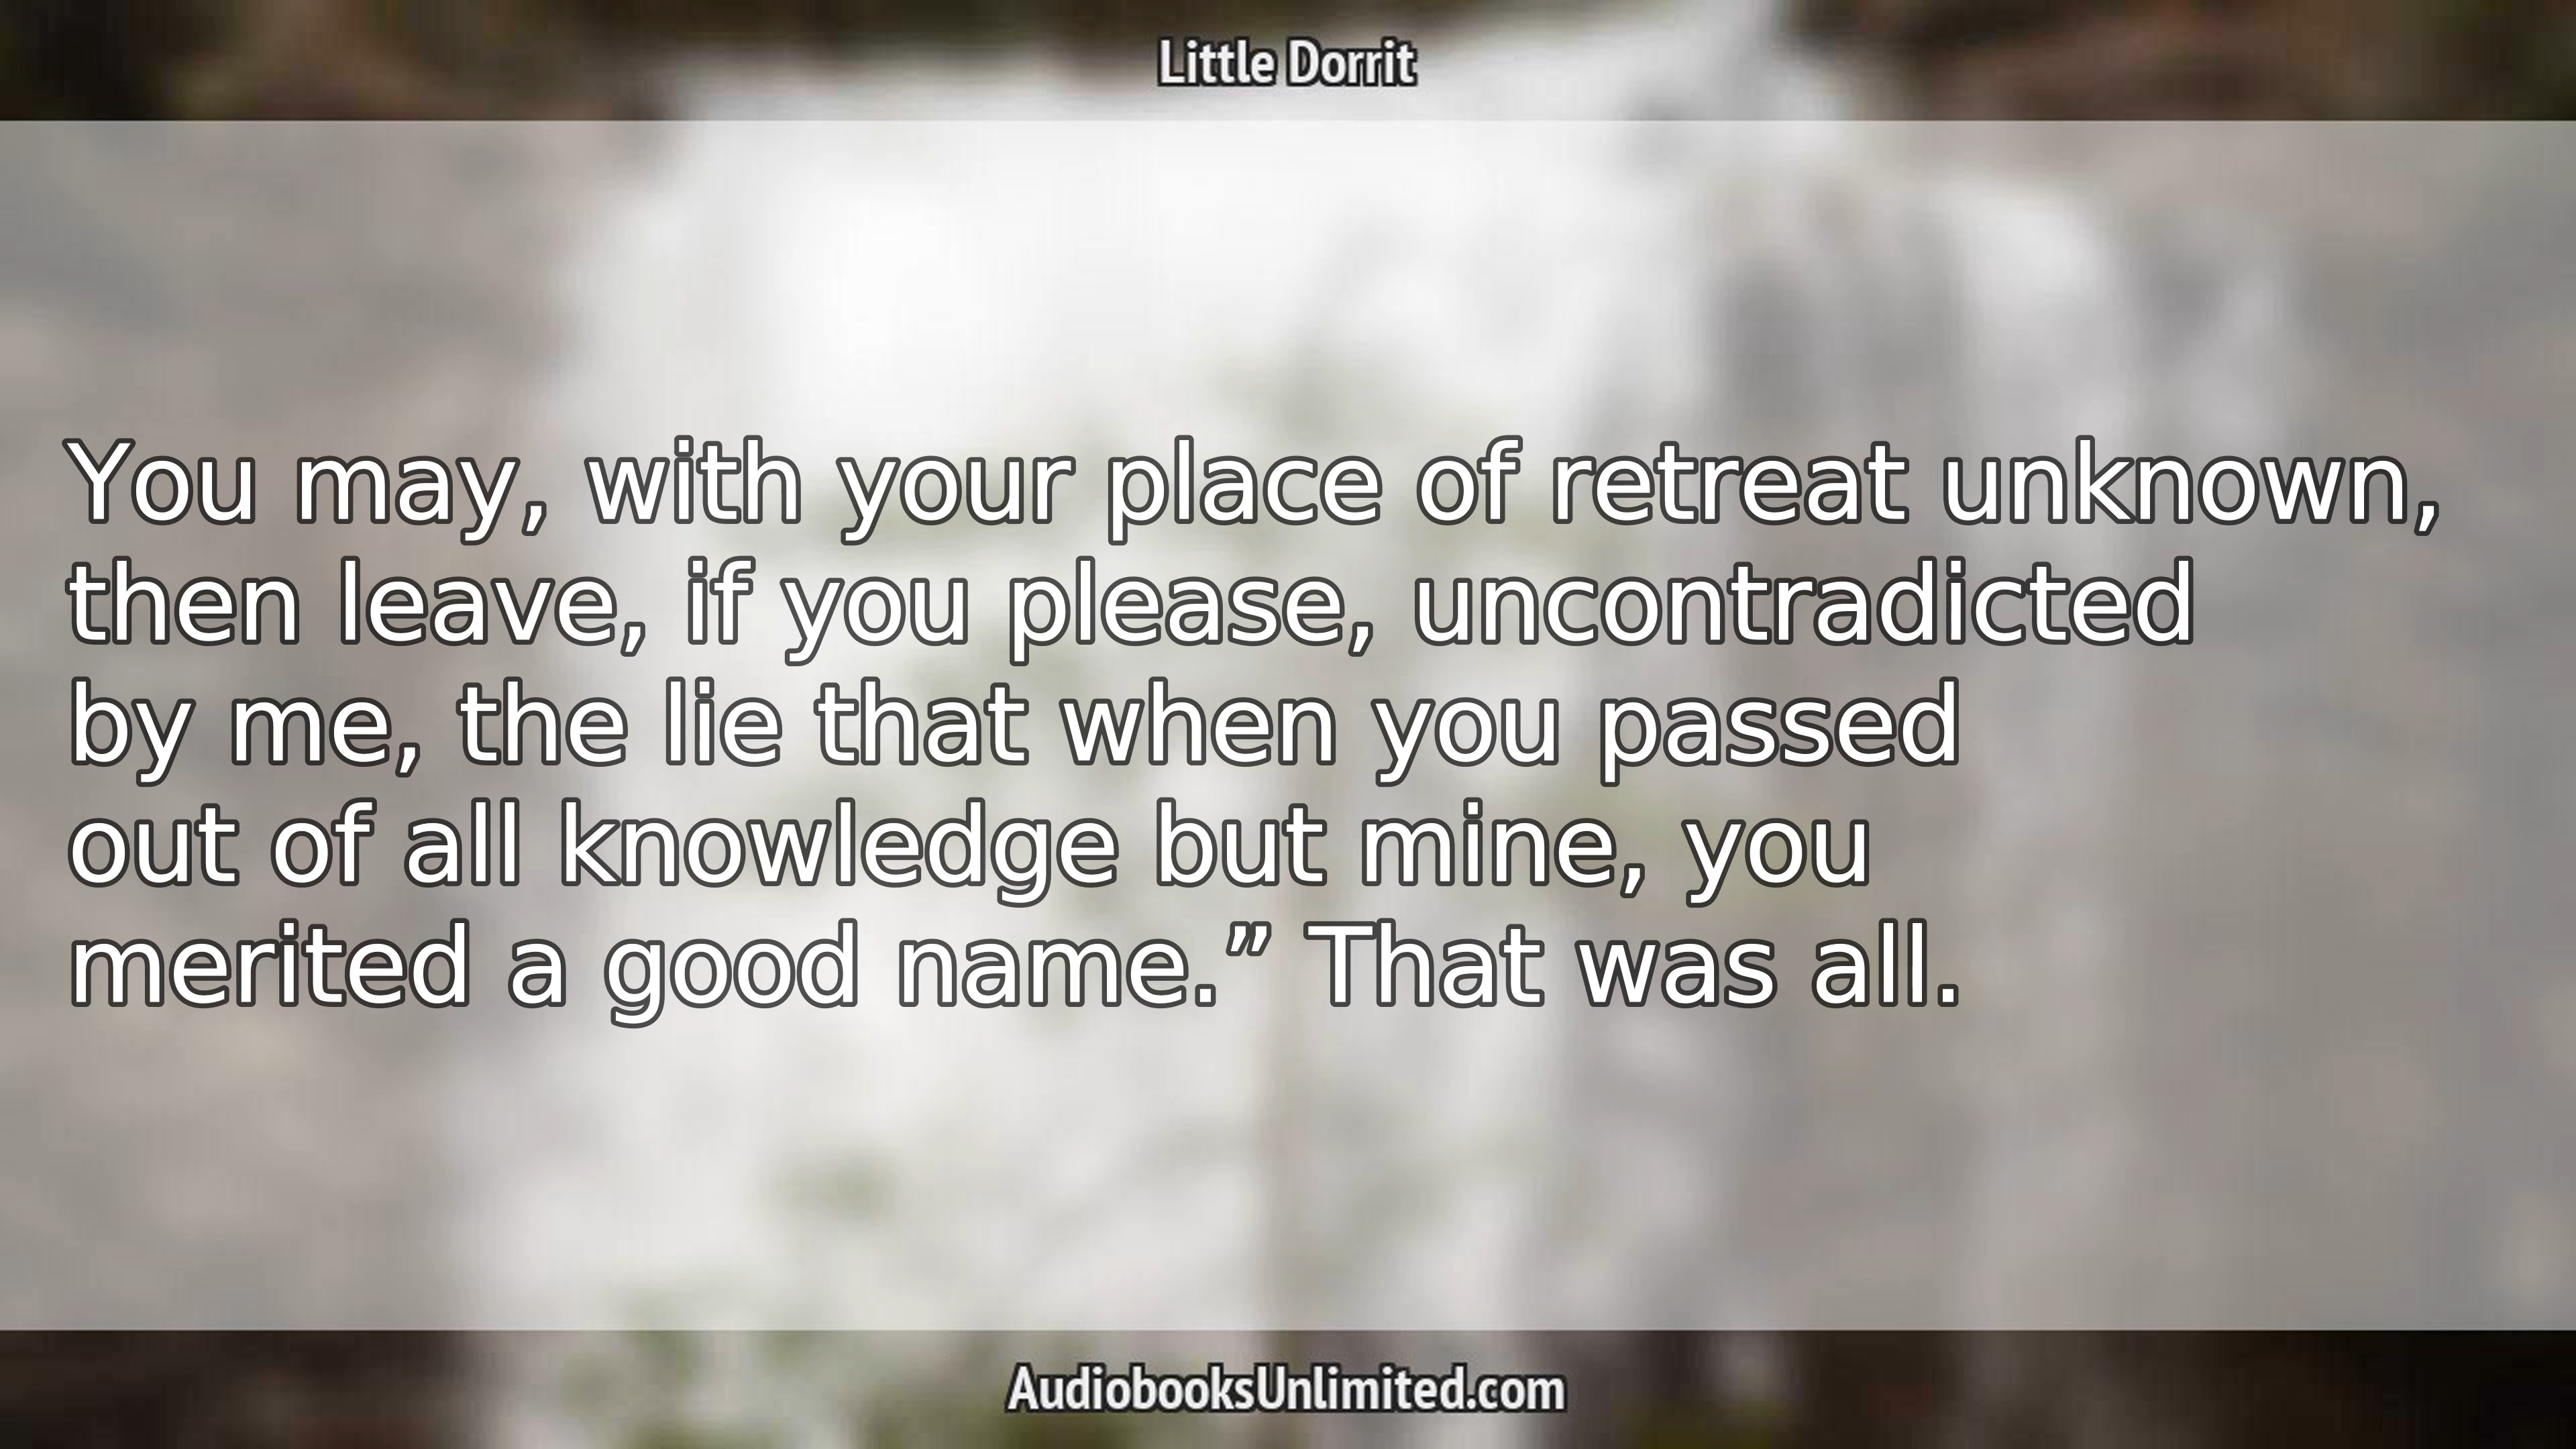 Little Dorrit
You may, with your place of retreat unknown,
then leave, if you please, uncontradicted
by me, the lie that when you passed
out of all knowledge but mine, you
merited a good name.” That was all.
AudiobooksUnlimited.com